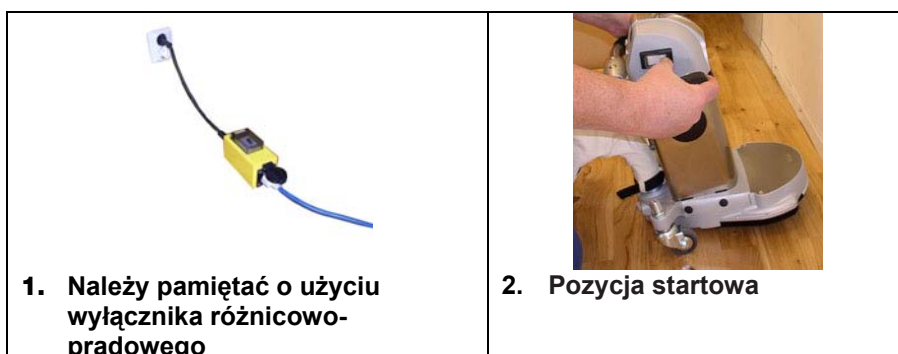 1. Należy pamiętać o użyciu
wyłącznika różnicowo-
prądowego
2. Pozycja startowa